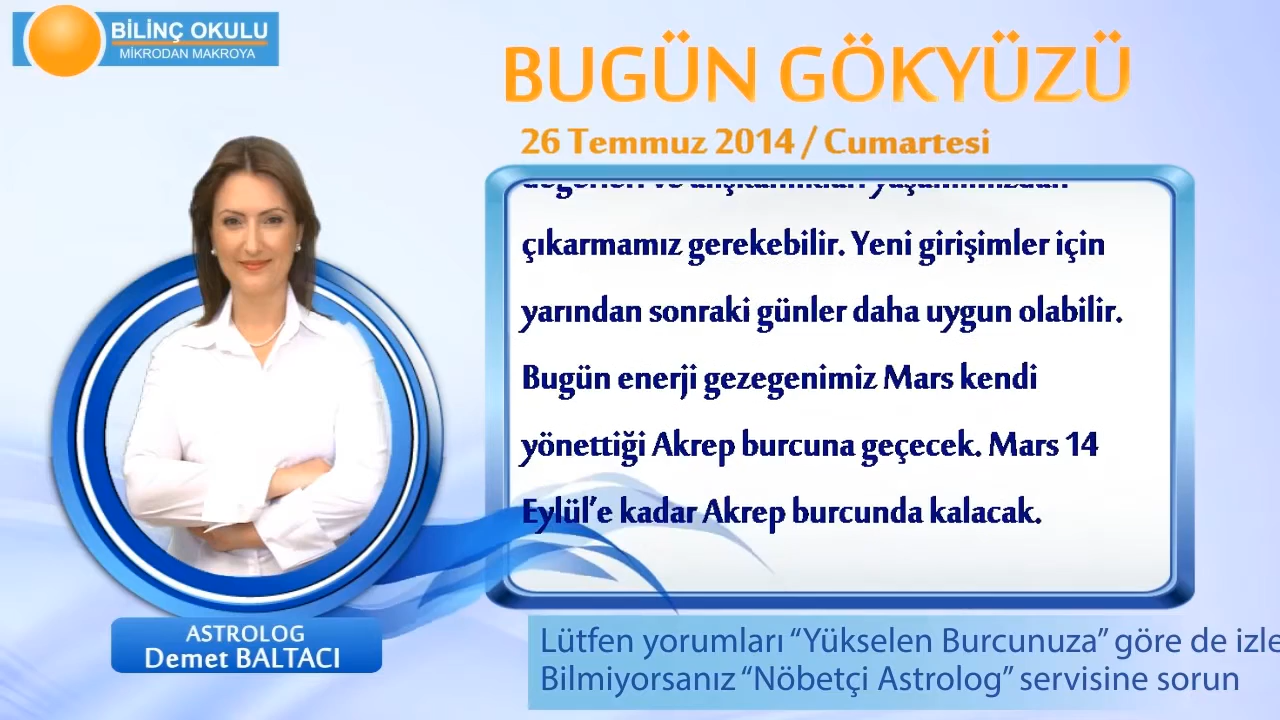 BİLİNÇ OKULU
MİKRODAN MAKROYA
BUGÜN GÖKYÜZÜ
26 Temmuz 2014 / Cumartesi
çıkarmamız gerekebilir. Yeni girişimler için
yarından sonraki günler daha uygun olabilir.
Bugün enerji gezegenimiz Mars kendi
yönettiği Akrep burcuna geçecek. Mars 14
Eylül’e kadar Akrep burcunda kalacak.
ASTROLOG
Demet BALTACI
Lütfen yorumları “Yükselen Burcunuza” göre de izle
Bilmiyorsanız “Nöbetçi Astrolog” servisine sorun